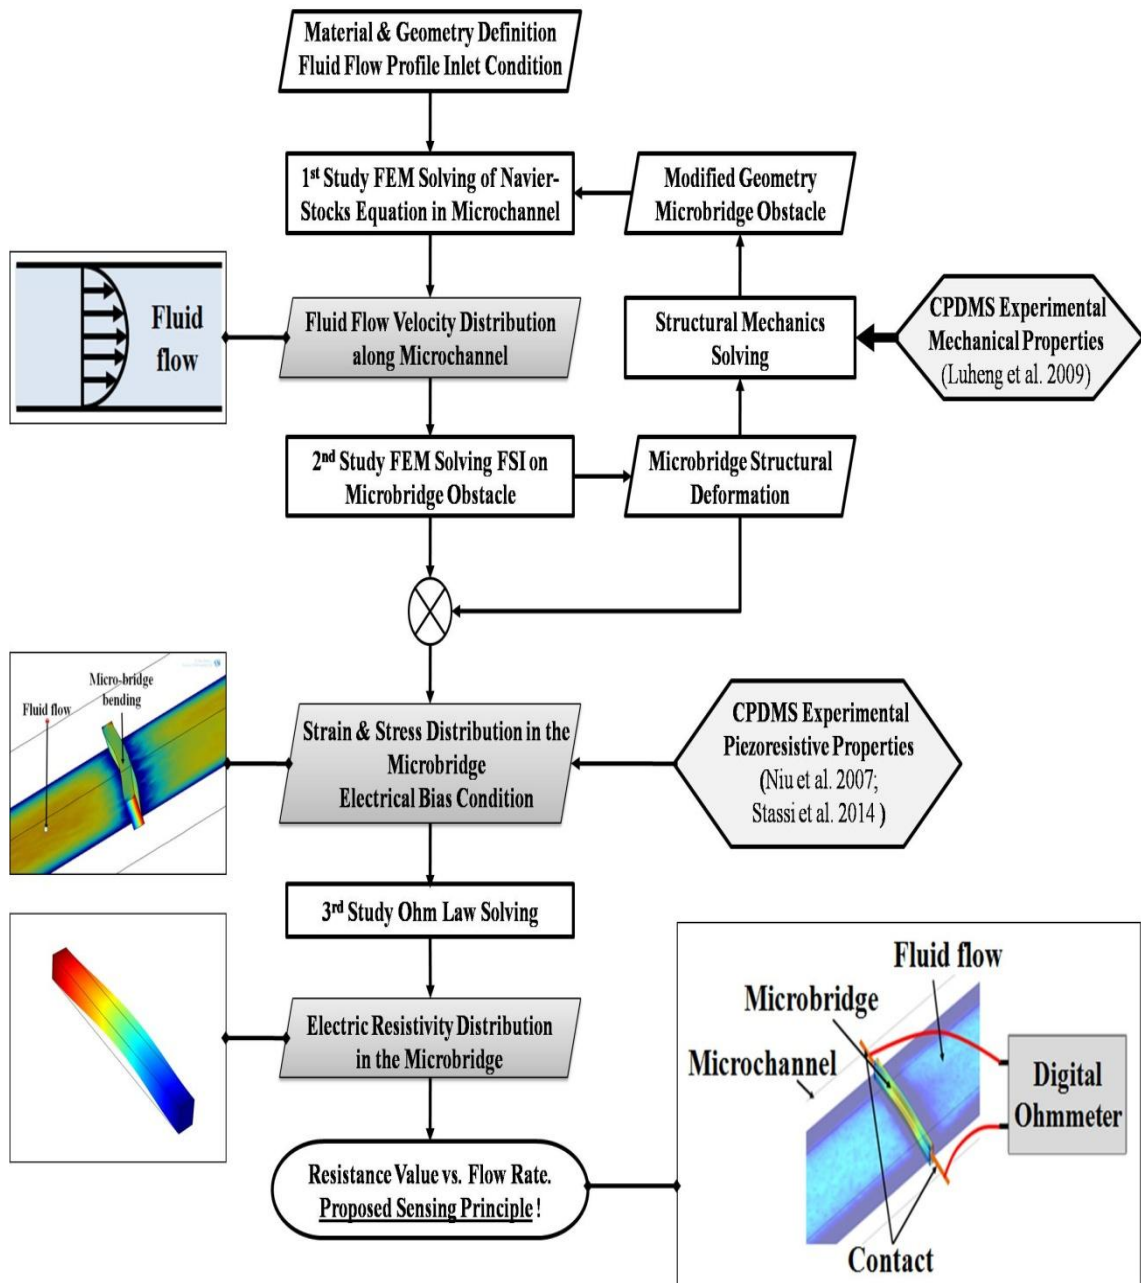 Material & Geometry Definition
Fluid Flow Profile Inlet Condition
1st Study FEM Solving of Navier-
Stocks Equation in Microchannel
Modified Geometry
Microbridge Obstacle
Fluid
flow
Fluid Flow Velocity Distribution
along Microchannel
Structural Mechanics
Solving
CPDMS Experimental
Mechanical Properties
(Luheng et al. 2009)
2nd Study FEM Solving FSI on
Microbridge Obstacle
Microbridge Structural
Deformation
Micro-bridge
bending
Fluid flow
Strain & Stress Distribution in the
Microbridge
Electrical Bias Condition
CPDMS Experimental
Piezoresistive Properties
(Niu et al. 2007;
Stassi et al. 2014 )
3rd Study Ohm Law Solving
Electric Resistivity Distribution
in the Microbridge
Resistance Value vs. Flow Rate.
Proposed Sensing Principle !
Fluid flow
Microbridge
Microchannel
Digital
Ohmmeter
Contact